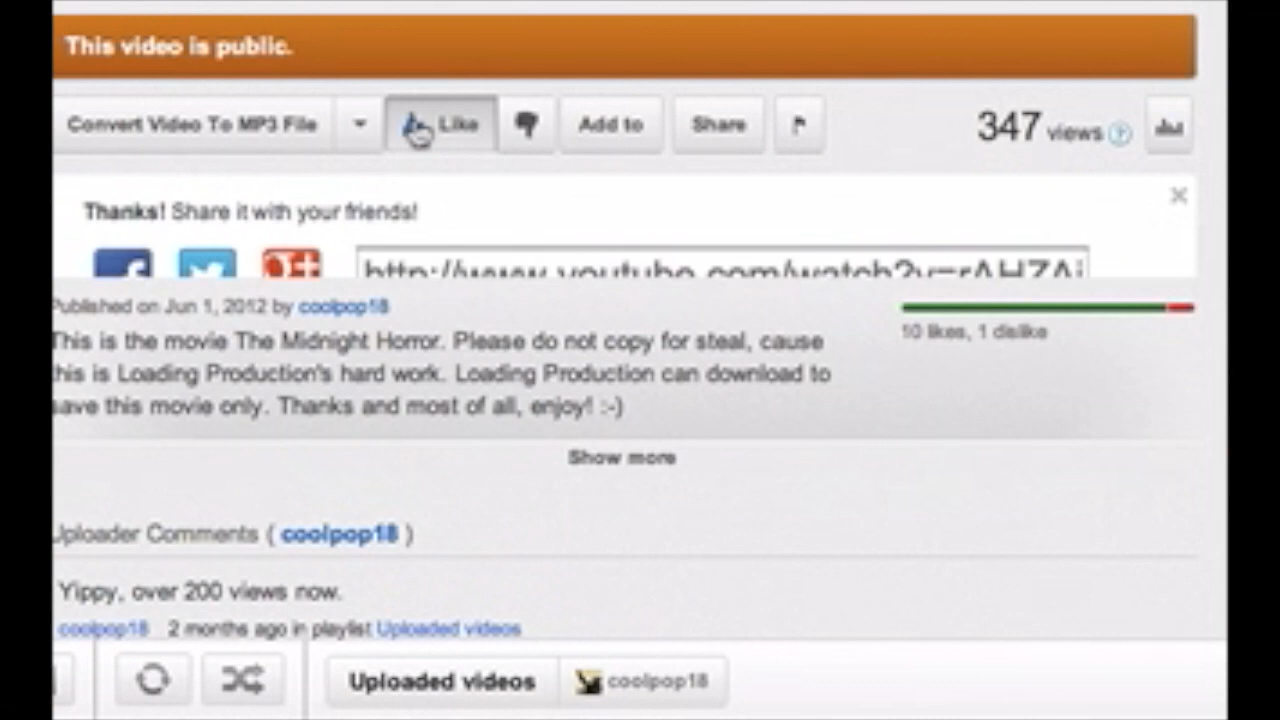 This video is public.
Convert Video To MP3 File Like Add to Share 347 views
Thanks! Share it with your friends!
Published on Jun 1, 2012 by coolpop18
10 likes, 1 dislike
This is the movie The Midnight Horror. Please do not copy for steal, cause
this is Loading Production's hard work. Loading Production can download to
save this movie only. Thanks and most of all, enjoy! :-)
Show more
Uploader Comments ( coolpop18 )
Yippy, over 200 views now.
coolpop18 2 months ago in playlist Uploaded videos
Uploaded videos coolpop18